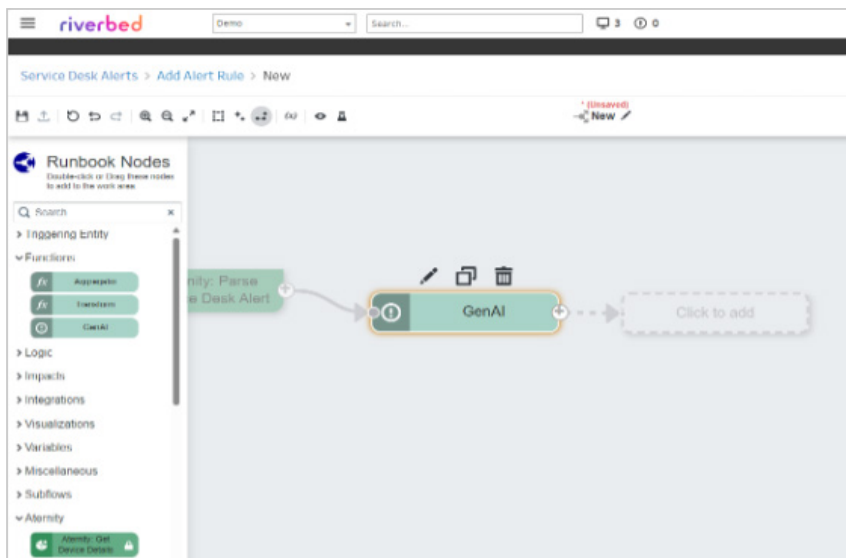 riverbed
Demo
Search...
3
0
Service Desk Alerts > Add Alert Rule > New
* (Unsaved)
New
Runbook Nodes
Double-click or Drag these nodes
to add to the work area
Search
Triggering Entity
Functions
Aggregate
Transform
GenAI
Logic
Impacts
Integrations
Visualizations
Variables
Miscellaneous
Subflows
Aternity
Aternity: Get
Device Details
nity: Parse
e Desk Alert
GenAI
Click to add